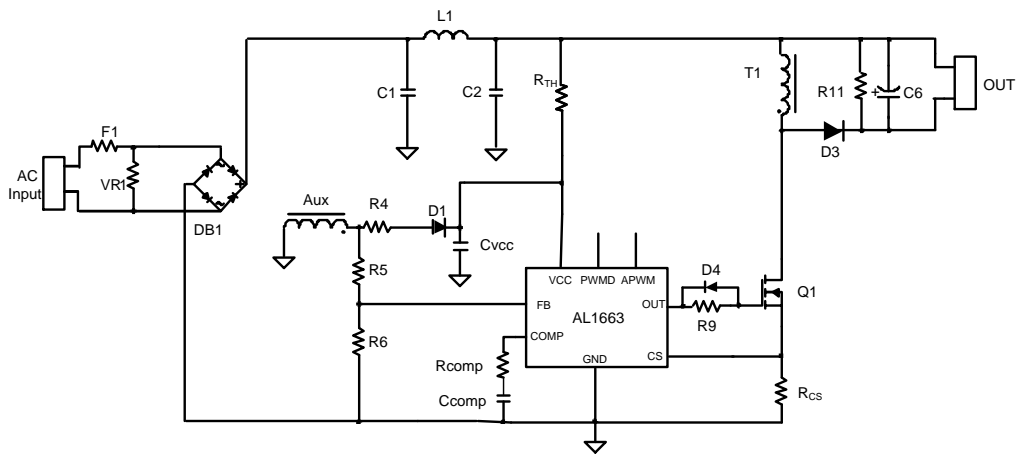 L1
T1
RTH
C1
C2
R11
+
C6
OUT
D3
F1
AC
Input
VR1
DB1
Aux
R4
D1
Cvcc
R5
R6
VCC
PWMD
APWM
FB
OUT
AL1663
COMP
GND
CS
D4
R9
Q1
Rcomp
Ccomp
RCS